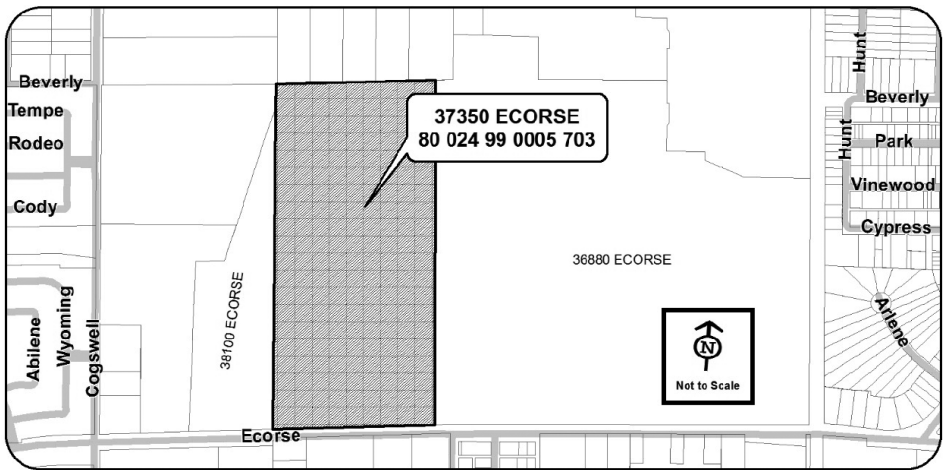 Beverly
Tempe
Rodeo
Cody
Abilene
Wyoming
Cogswell
38100 ECORSE
37350 ECORSE
80 024 99 0005 703
36880 ECORSE
Ecorse
N
Not to Scale
Hunt
Beverly
Hunt
Park
Vinewood
Cypress
Arlene